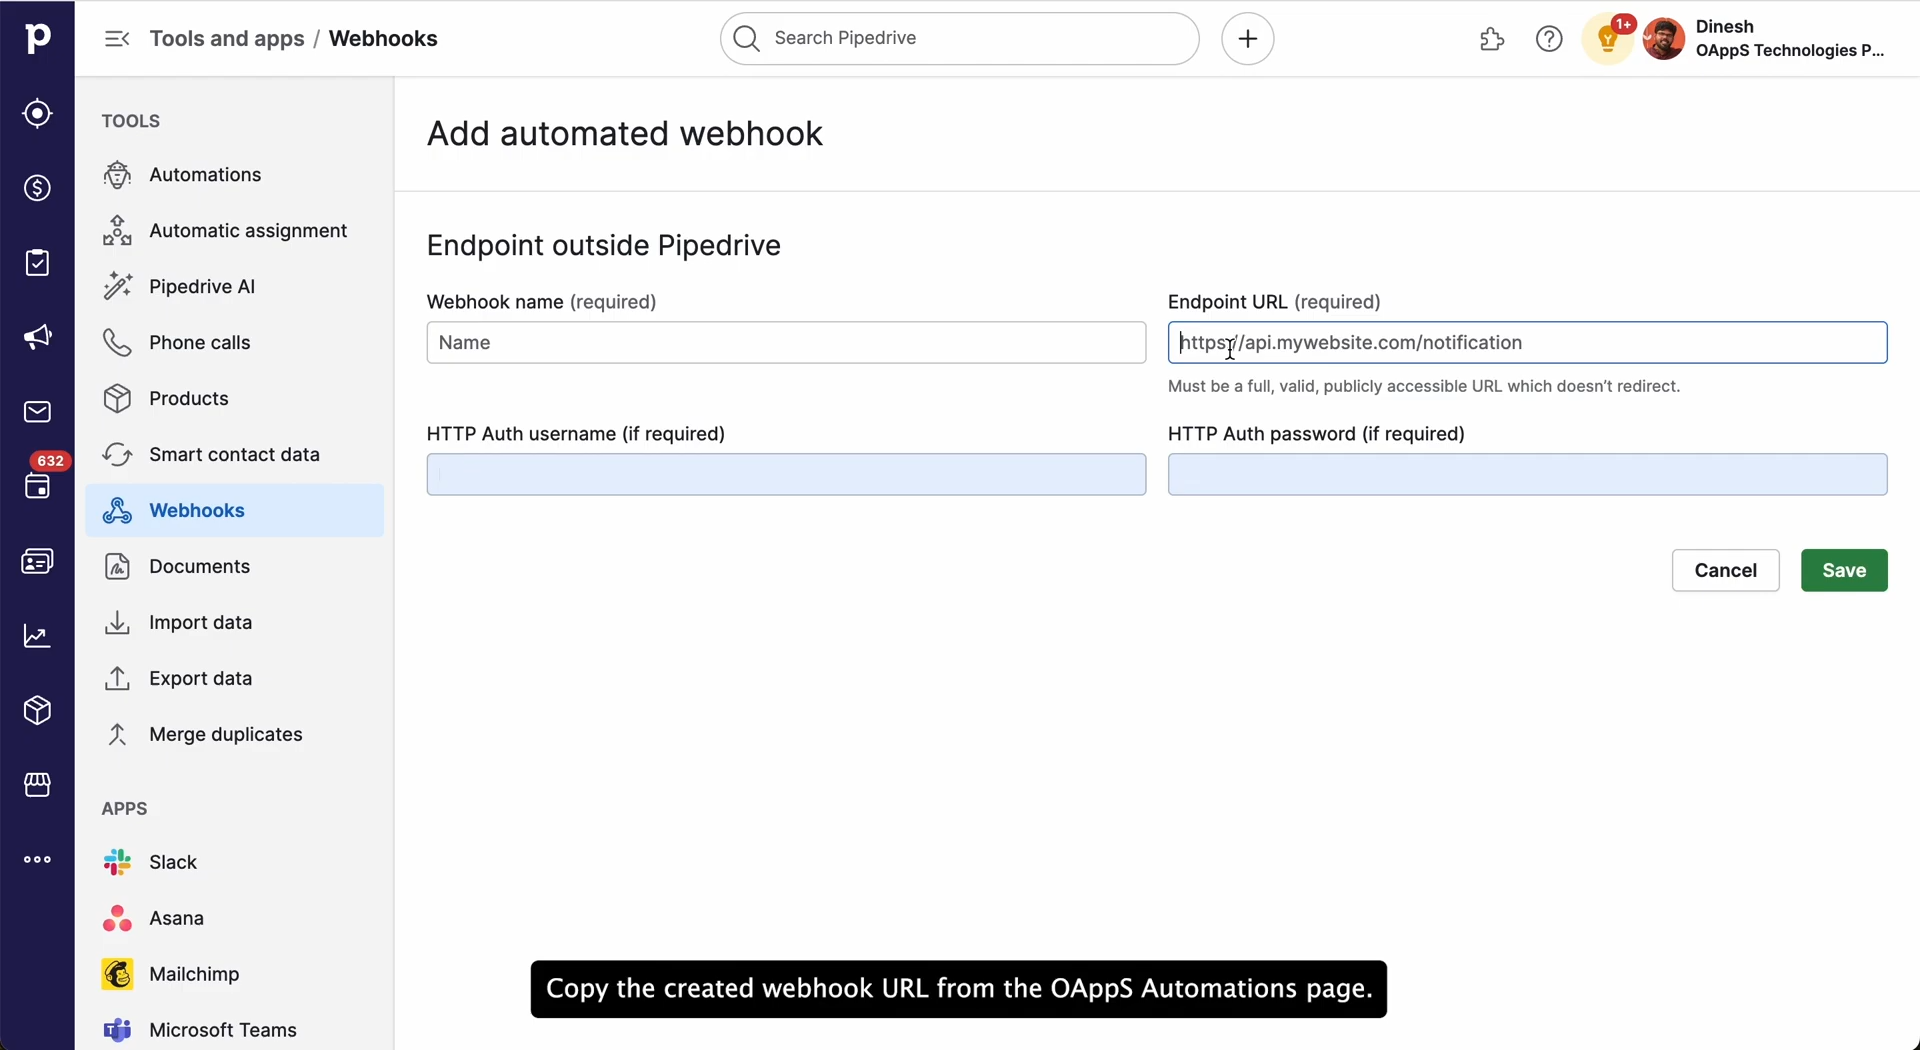 p
Tools and apps / Webhooks
Search Pipedrive
1+
Dinesh
OAppS Technologies P...
632
TOOLS
Automations
Automatic assignment
Pipedrive AI
Phone calls
Products
Smart contact data
Webhooks
Documents
Import data
Export data
Merge duplicates
APPS
Slack
Asana
Mailchimp
Microsoft Teams
Add automated webhook
Endpoint outside Pipedrive
Webhook name (required)
Name
Endpoint URL (required)
https://api.mywebsite.com/notification
Must be a full, valid, publicly accessible URL which doesn’t redirect.
HTTP Auth username (if required)
HTTP Auth password (if required)
Cancel
Save
Copy the created webhook URL from the OAppS Automations page.